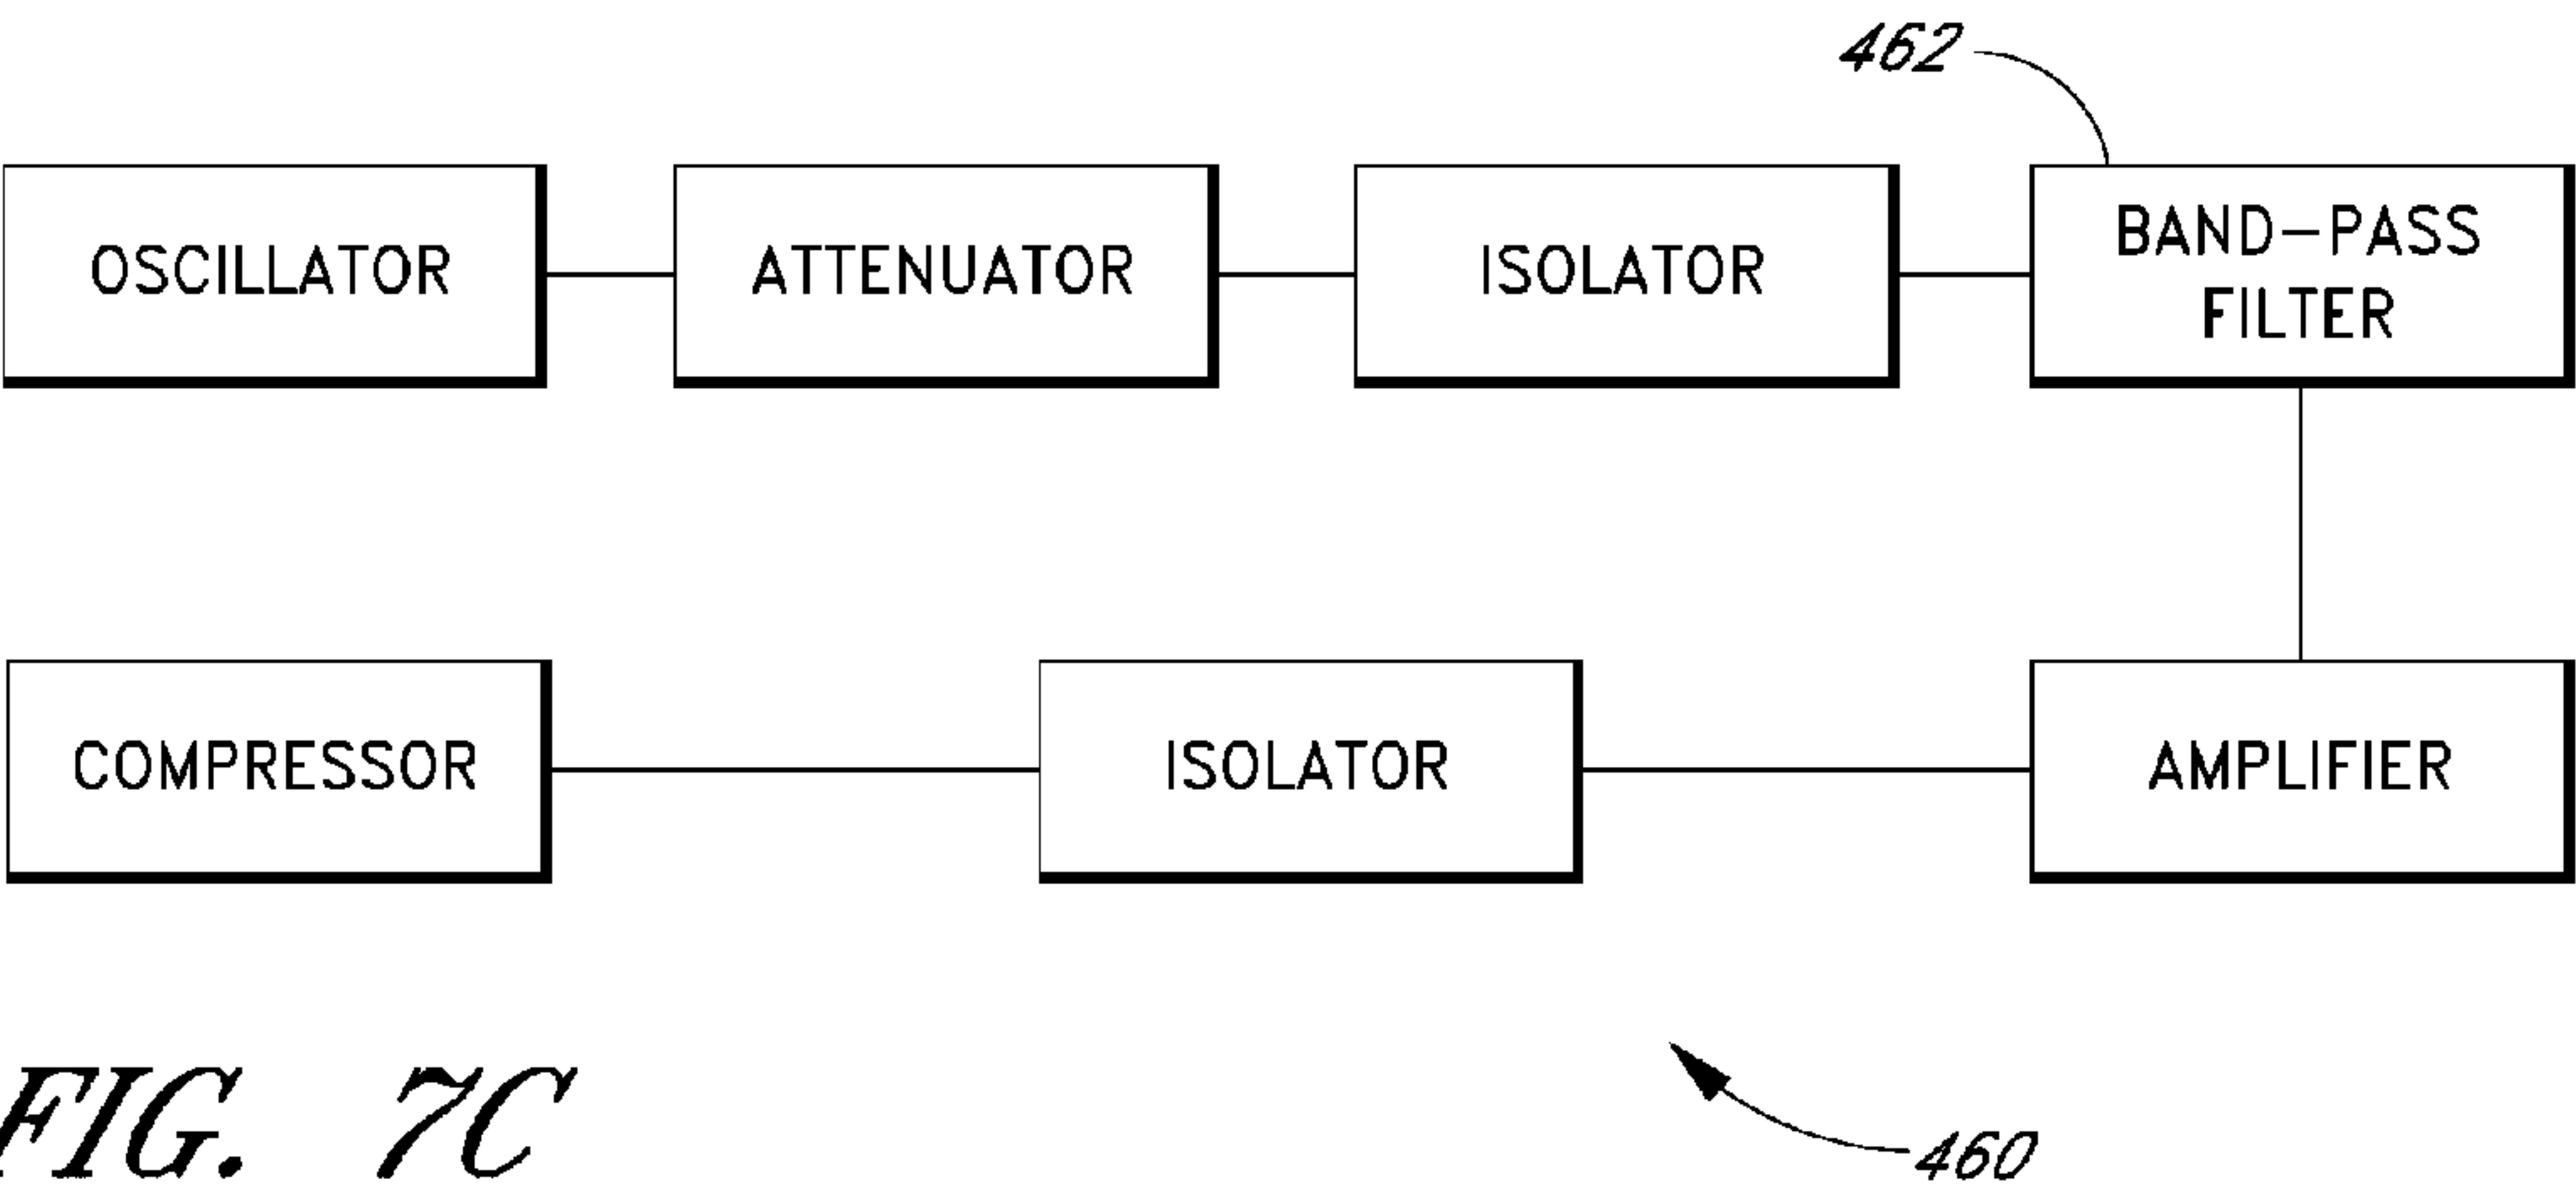 462
OSCILLATOR
ATTENUATOR
ISOLATOR
BAND-PASS
FILTER
COMPRESSOR
ISOLATOR
AMPLIFIER
FIG. 7C
460